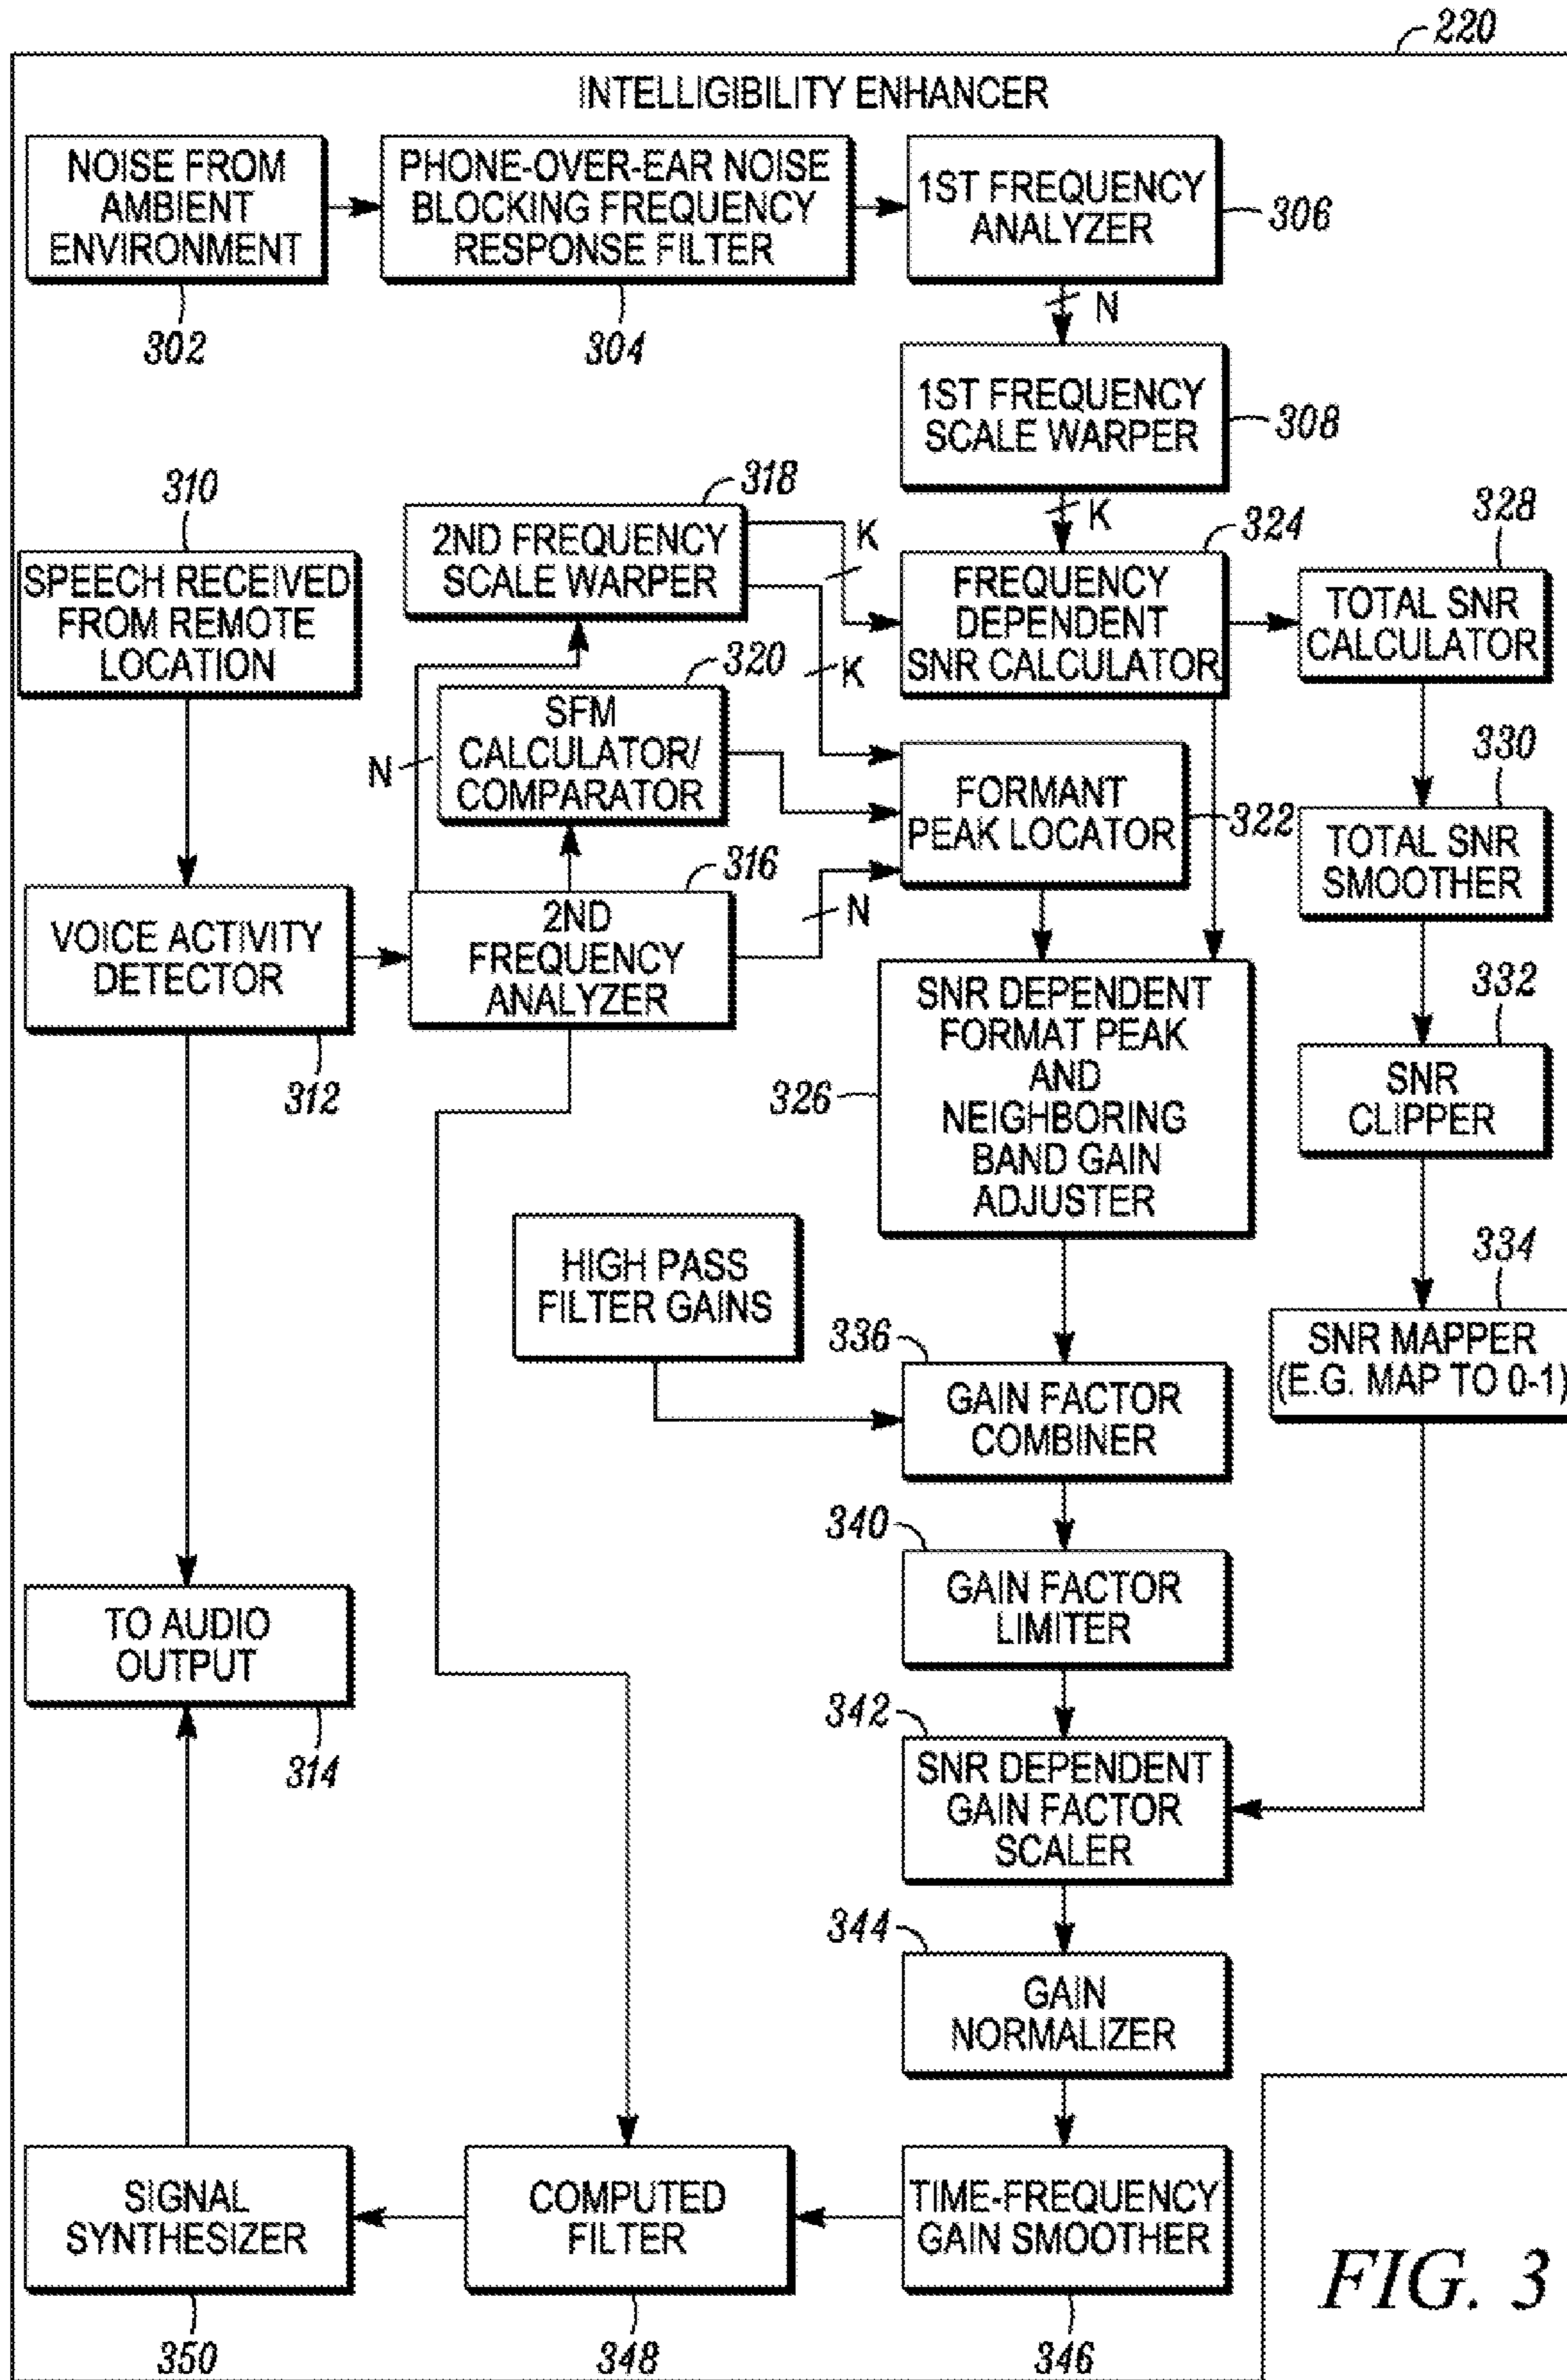 220
INTELLIGIBILITY ENHANCER
NOISE FROM
AMBIENT
ENVIRONMENT
302
PHONE-OVER-EAR NOISE
BLOCKING FREQUENCY
RESPONSE FILTER
304
1ST FREQUENCY
ANALYZER
306
N
1ST FREQUENCY
SCALE WARPER
308
K
310
SPEECH RECEIVED
FROM REMOTE
LOCATION
318
2ND FREQUENCY
SCALE WARPER
K
K
324
FREQUENCY
DEPENDENT
SNR CALCULATOR
328
TOTAL SNR
CALCULATOR
320
SFM
CALCULATOR/
COMPARATOR
N
FORMANT
PEAK LOCATOR
322
330
TOTAL SNR
SMOOTHER
VOICE ACTIVITY
DETECTOR
312
316
2ND
FREQUENCY
ANALYZER
N
SNR DEPENDENT
FORMAT PEAK
AND
NEIGHBORING
BAND GAIN
ADJUSTER
326
332
SNR
CLIPPER
HIGH PASS
FILTER GAINS
334
SNR MAPPER
(E.G. MAP TO 0-1)
336
GAIN FACTOR
COMBINER
340
GAIN FACTOR
LIMITER
TO AUDIO
OUTPUT
314
342
SNR DEPENDENT
GAIN FACTOR
SCALER
344
GAIN
NORMALIZER
SIGNAL
SYNTHESIZER
350
COMPUTED
FILTER
348
TIME-FREQUENCY
GAIN SMOOTHER
346
FIG. 3